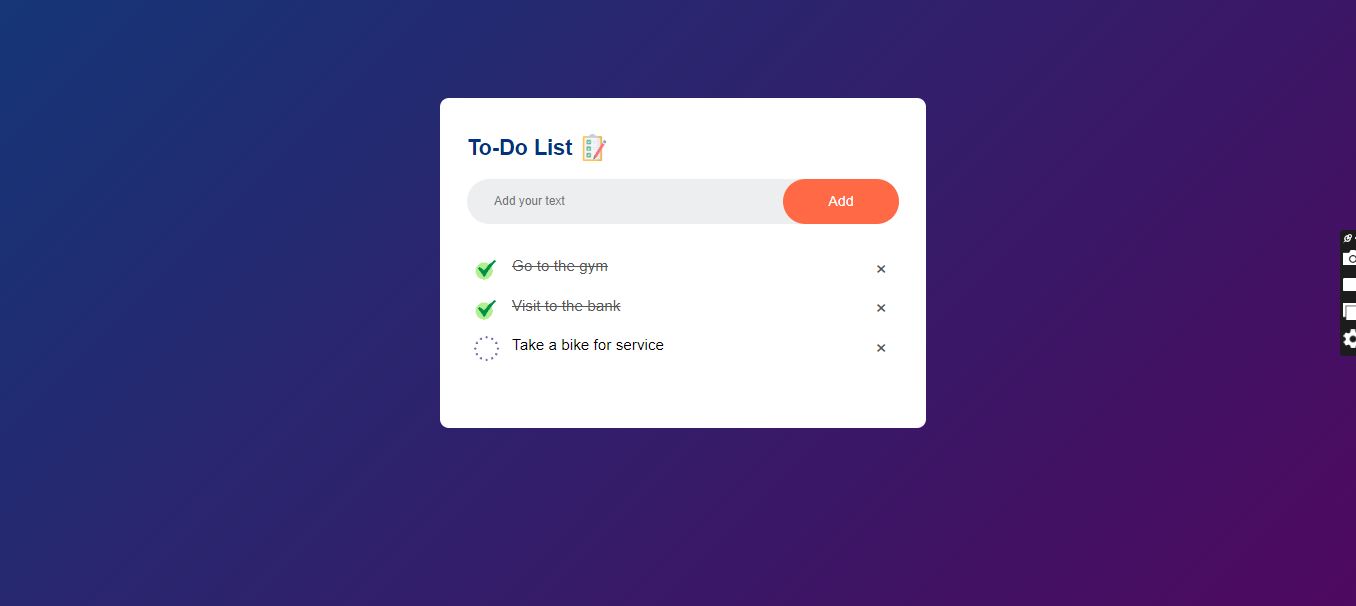 To-Do List
Add your text
Add
Go to the gym
×
Visit to the bank
×
Take a bike for service
×